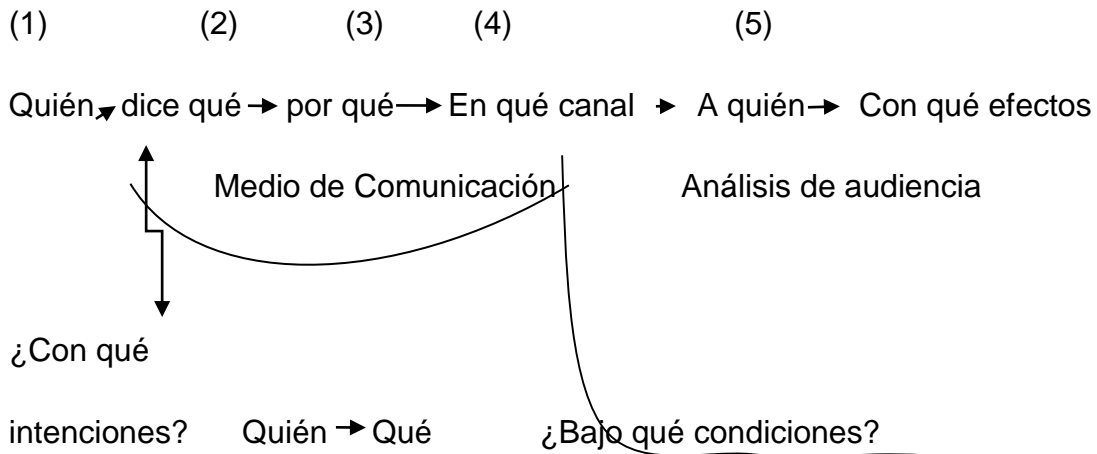 (1) (2) (3) (4) (5)
Quién dice qué por qué En qué canal A quién Con qué efectos
Medio de Comunicación Análisis de audiencia
¿Con qué
intenciones? Quién Qué ¿Bajo qué condiciones?